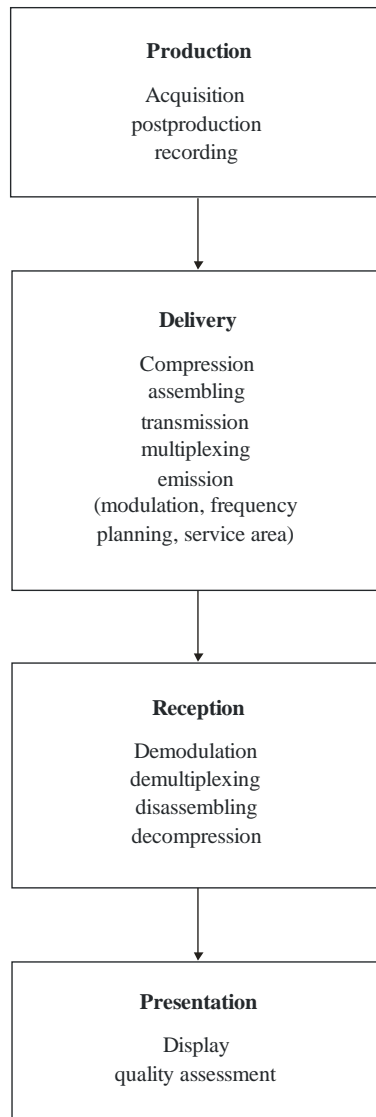 Production
Acquisition
postproduction
recording
Delivery
Compression
assembling
transmission
multiplexing
emission
(modulation, frequency
planning, service area)
Reception
Demodulation
demultiplexing
disassembling
decompression
Presentation
Display
quality assessment